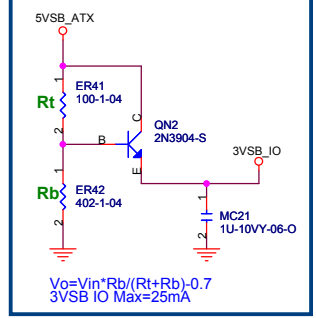 5VSB_ATX
1
ER41
Rt
100-1-04
2
C
QN2
B
2N3904-S
3VSB_IO
E
1
Rb
ER42
402-1-04
2
1
MC21
1U-10VY-06-O
2
Vo=Vin*Rb/(Rt+Rb)-0.7
3VSB IO Max=25mA